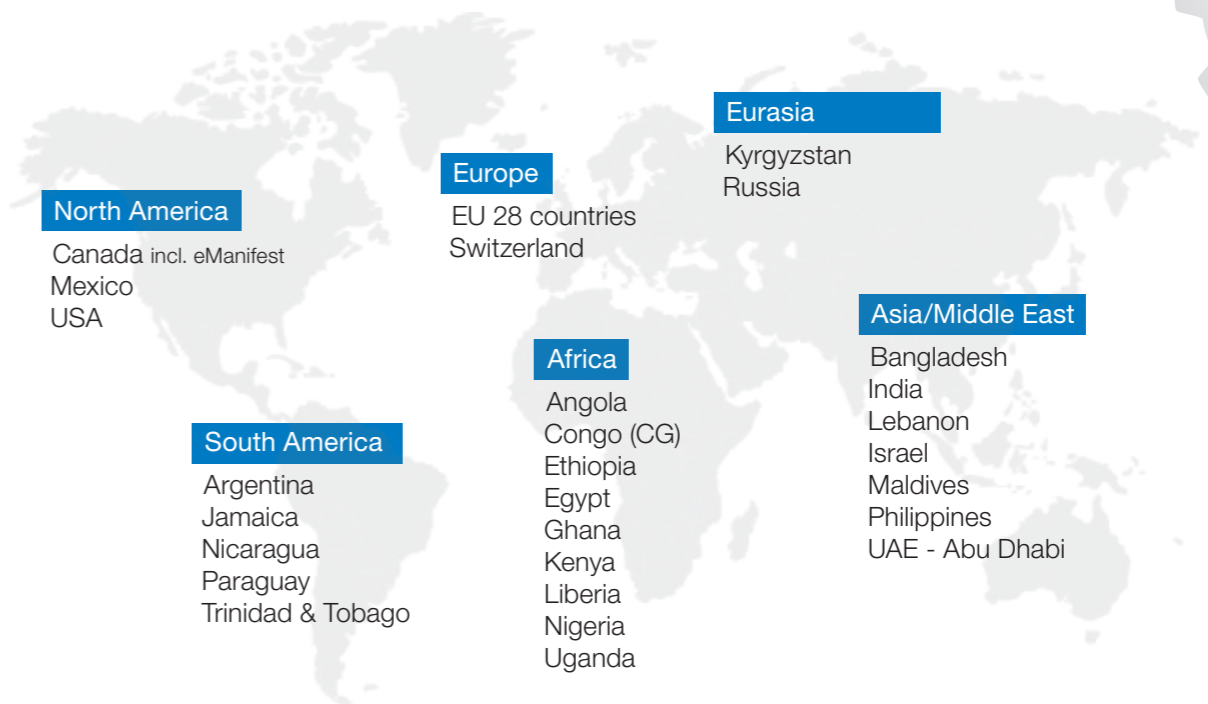 North America
Canada incl. eManifest
Mexico
USA
South America
Argentina
Jamaica
Nicaragua
Paraguay
Trinidad & Tobago
Europe
EU 28 countries
Switzerland
Africa
Angola
Congo (CG)
Ethiopia
Egypt
Ghana
Kenya
Liberia
Nigeria
Uganda
Eurasia
Kyrgyzstan
Russia
Asia/Middle East
Bangladesh
India
Lebanon
Israel
Maldives
Philippines
UAE - Abu Dhabi